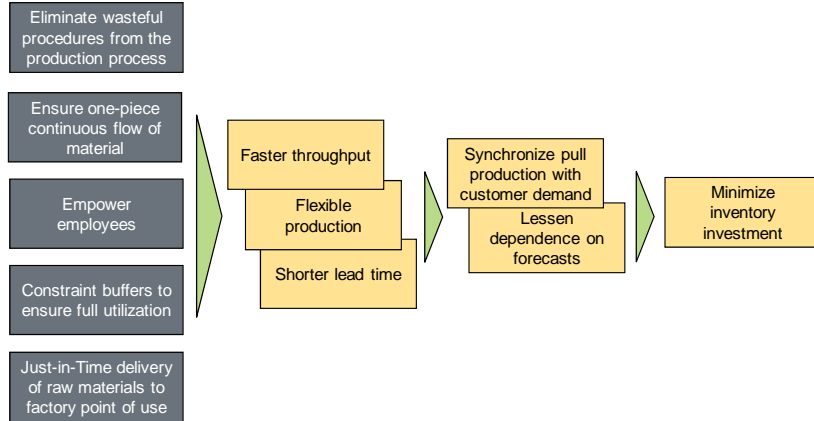 Eliminate wasteful
procedures from the
production process
Ensure one-piece
continuous flow of
material
Empower
employees
Constraint buffers to
ensure full utilization
Just-in-Time delivery
of raw materials to
factory point of use
Faster throughput
Flexible
production
Shorter lead time
Synchronize pull
production with
customer demand
Lessen
dependence on
forecasts
Minimize
inventory
investment